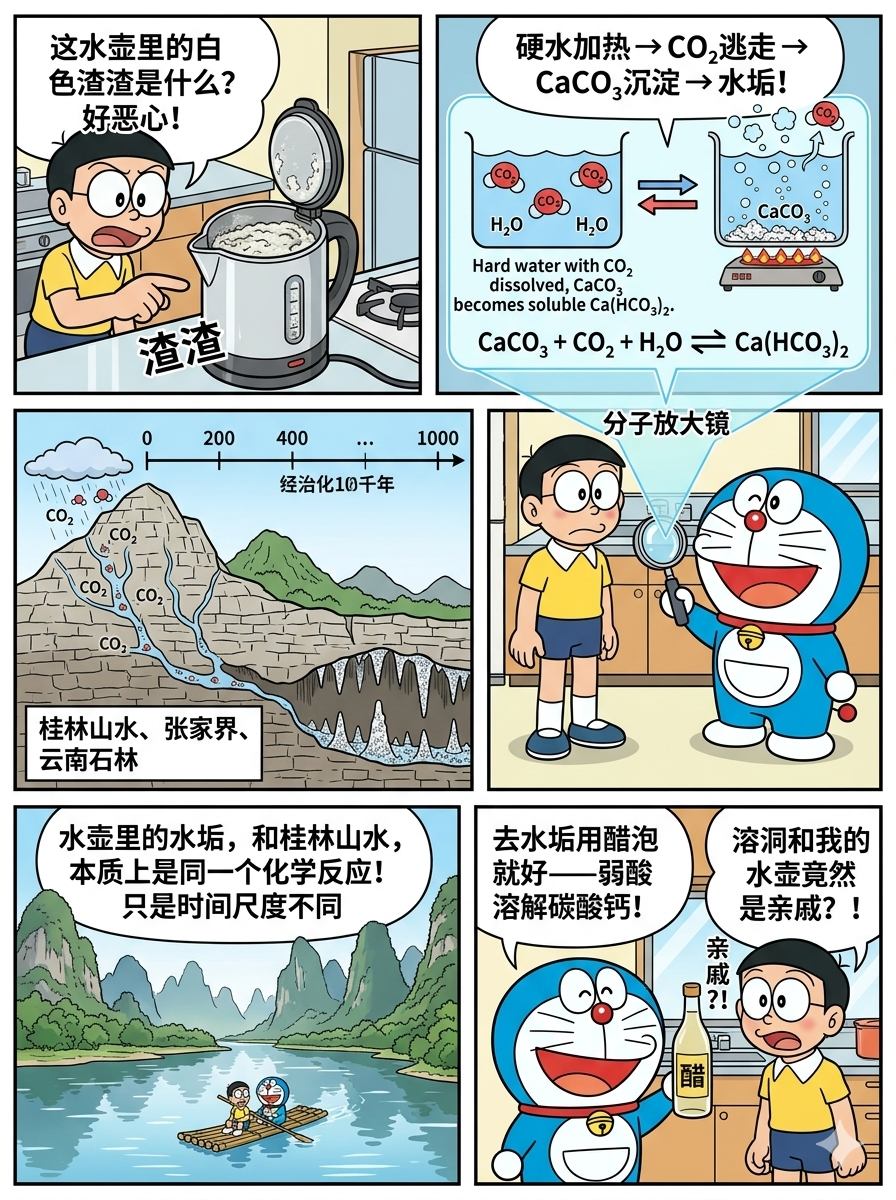 这水壶里的白
色渣渣是什么？
好恶心！
渣渣
硬水加热→CO₂逃走→
CaCO₃沉淀→水垢！
CO₂
CO₂
CO₂
CO₂
H₂O
H₂O
CaCO₃
Hard water with CO₂
dissolved, CaCO₃
becomes soluble Ca(HCO₃)₂.
CaCO₃ + CO₂ + H₂O ⇌ Ca(HCO₃)₂
0 200 400 ... 1000
千年
CO₂
CO₂
CO₂
CO₂
CO₂
桂林山水、张家界、
云南石林
分子放大镜
水壶里的水垢，和桂林山水，
本质上是同一个化学反应！
只是时间尺度不同
去水垢用醋泡
就好——弱酸
溶解碳酸钙！
溶洞和我的
水壶竟然
是亲戚？！
亲戚?!
醋